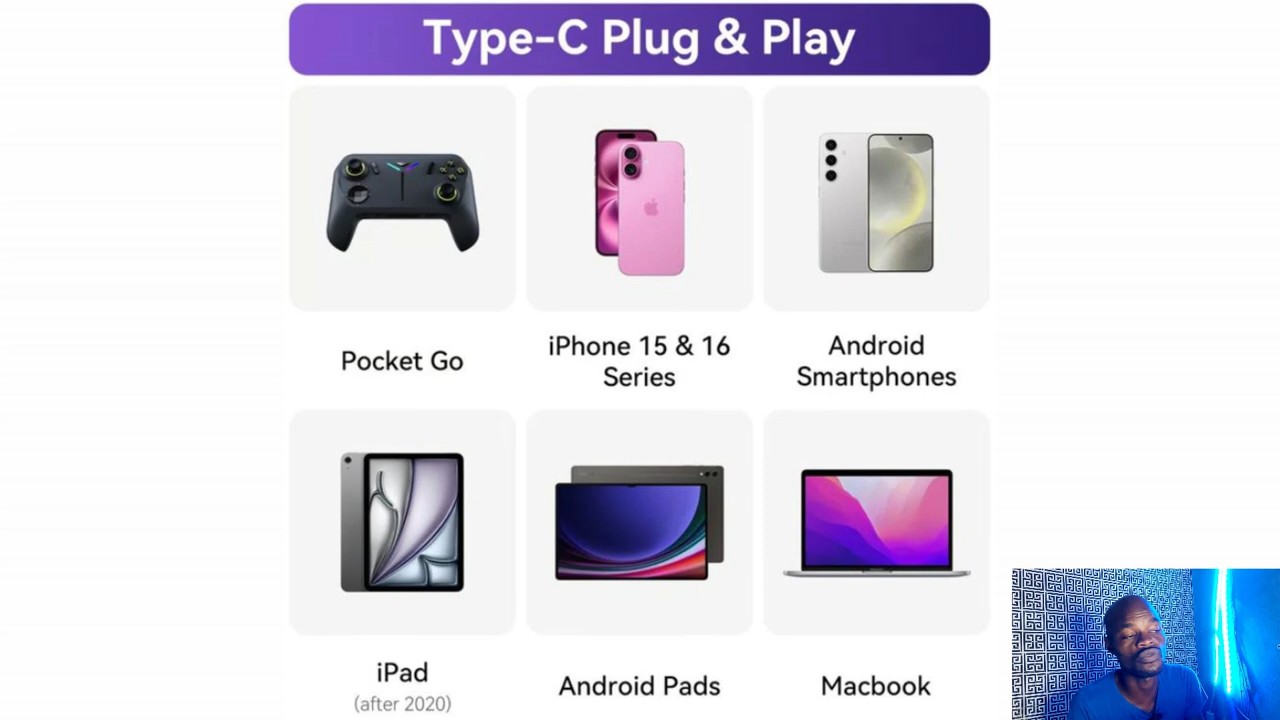 Type-C Plug & Play
Pocket Go
iPhone 15 & 16
Series
Android
Smartphones
iPad
(after 2020)
Android Pads
Macbook